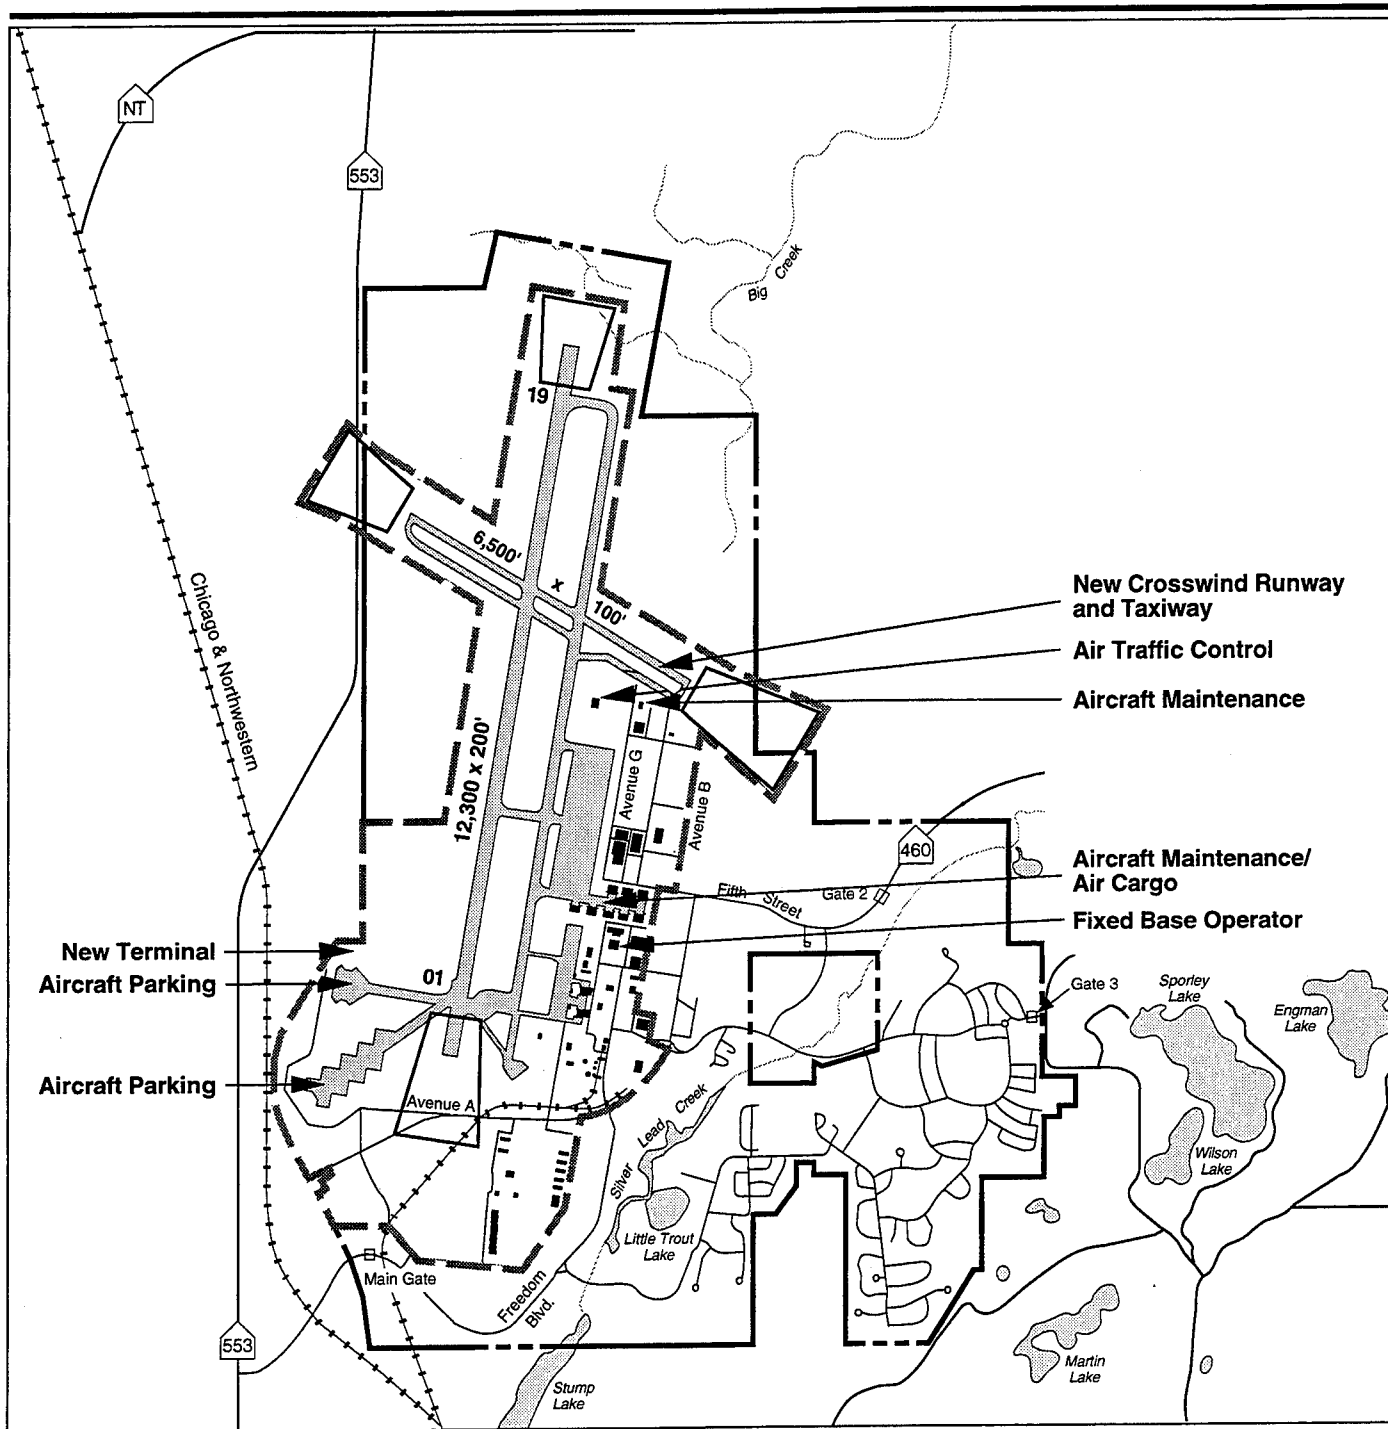 NT
553
Big Creek
19
6,500'
x
100'
Chicago & Northwestern
New Crosswind Runway
and Taxiway
Air Traffic Control
Aircraft Maintenance
12,300 x 200'
Avenue G
Avenue B
460
Aircraft Maintenance/
Air Cargo
Fifth Street
Gate 2
Fixed Base Operator
New Terminal
Aircraft Parking
01
Gate 3
Sporley
Lake
Engman
Lake
Aircraft Parking
Avenue A
Silver Lead Creek
Wilson
Lake
Little Trout
Lake
Main Gate
Freedom
Blvd.
553
Martin
Lake
Stump
Lake